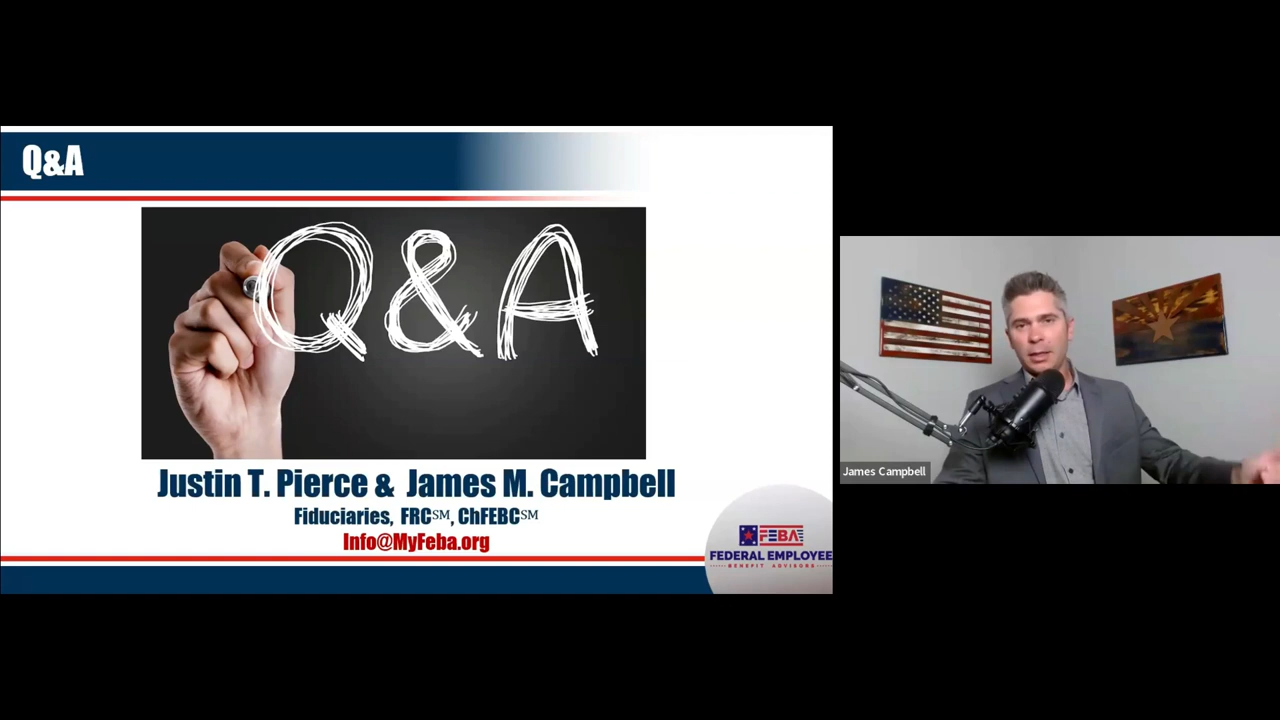 Q&A
Q&A
Justin T. Pierce & James M. Campbell
Fiduciaries, FRC℠, ChFEBC℠
Info@MyFeba.org
FEBA
FEDERAL EMPLOYEE
BENEFIT ADVISORS
James Campbell